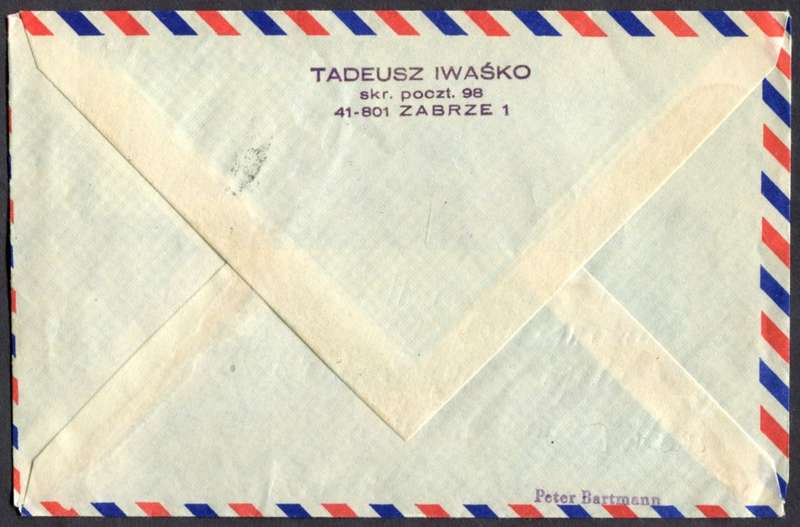 TADEUSZ IWAŚKO
skr. poczt. 98
41-801 ZABRZE 1
Peter Bartmann